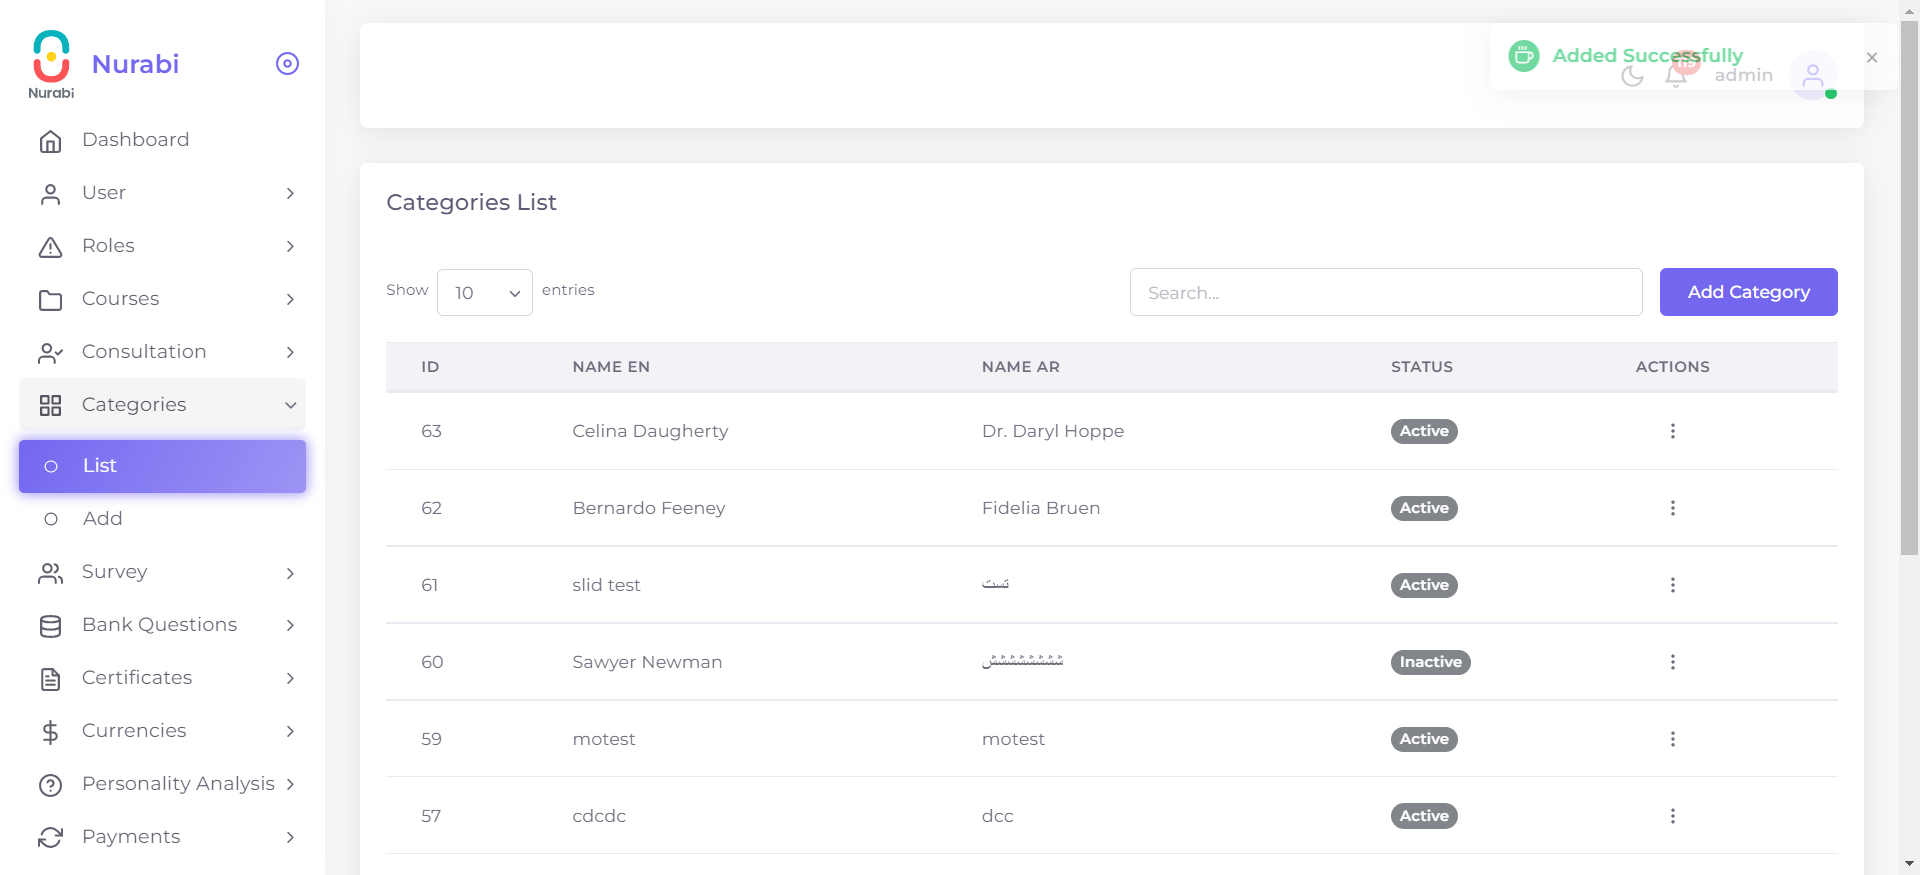 Nurabi
Nurabi
Dashboard
User
Roles
Courses
Consultation
Categories
List
Add
Survey
Bank Questions
Certificates
Currencies
Personality Analysis
Payments
Added Successfully
admin
Categories List
Show 10 entries
Search...
Add Category
ID NAME EN NAME AR STATUS ACTIONS
63 Celina Daugherty Dr. Daryl Hoppe Active
62 Bernardo Feeney Fidelia Bruen Active
61 slid test تست Active
60 Sawyer Newman Inactive
59 motest motest Active
57 cdcdc dcc Active